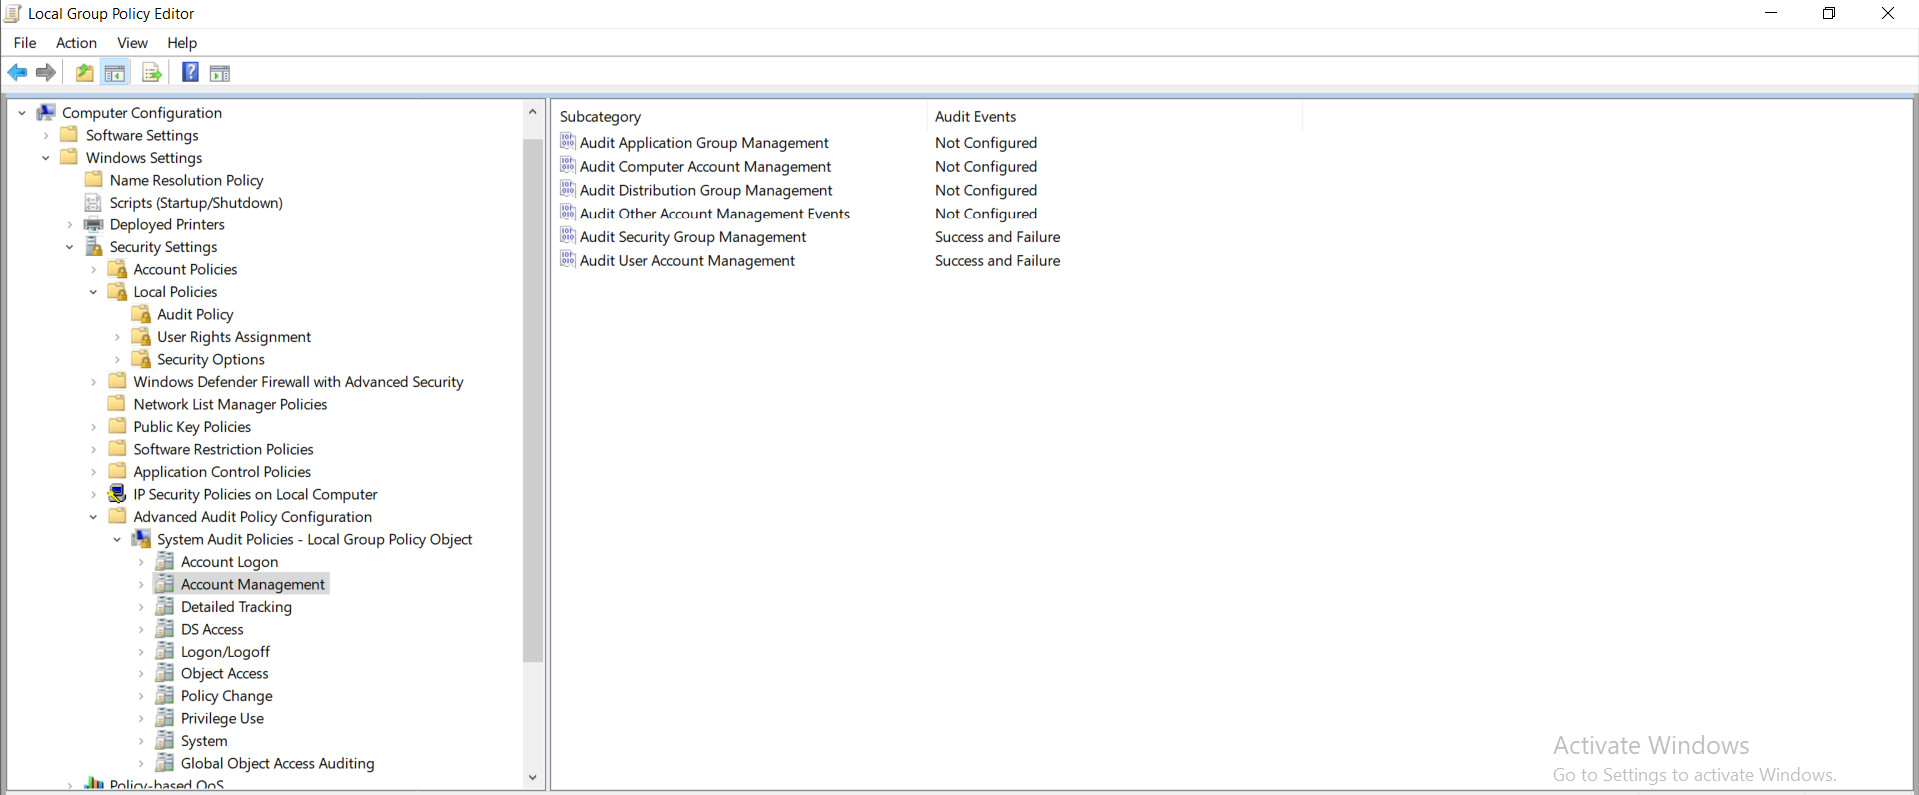 Local Group Policy Editor
File Action View Help
Computer Configuration
Software Settings
Windows Settings
Name Resolution Policy
Scripts (Startup/Shutdown)
Deployed Printers
Security Settings
Account Policies
Local Policies
Audit Policy
User Rights Assignment
Security Options
Windows Defender Firewall with Advanced Security
Network List Manager Policies
Public Key Policies
Software Restriction Policies
Application Control Policies
IP Security Policies on Local Computer
Advanced Audit Policy Configuration
System Audit Policies - Local Group Policy Object
Account Logon
Account Management
Detailed Tracking
DS Access
Logon/Logoff
Object Access
Policy Change
Privilege Use
System
Global Object Access Auditing
Policy-based QoS
Subcategory Audit Events
Audit Application Group Management Not Configured
Audit Computer Account Management Not Configured
Audit Distribution Group Management Not Configured
Audit Other Account Management Events Not Configured
Audit Security Group Management Success and Failure
Audit User Account Management Success and Failure
Activate Windows
Go to Settings to activate Windows.